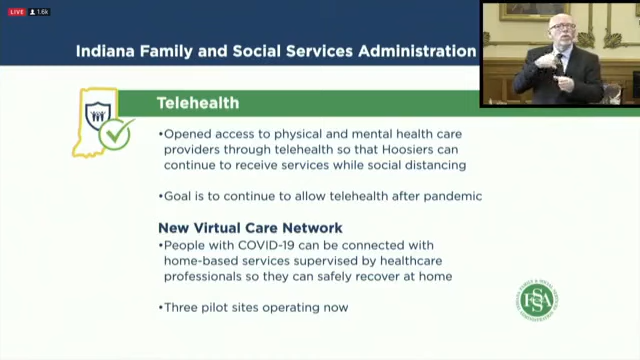 LIVE 1.6k
Indiana Family and Social Services Administration
Telehealth
•Opened access to physical and mental health care
providers through telehealth so that Hoosiers can
continue to receive services while social distancing
•Goal is to continue to allow telehealth after pandemic
New Virtual Care Network
•People with COVID-19 can be connected with
home-based services supervised by healthcare
professionals so they can safely recover at home
•Three pilot sites operating now
FSSA